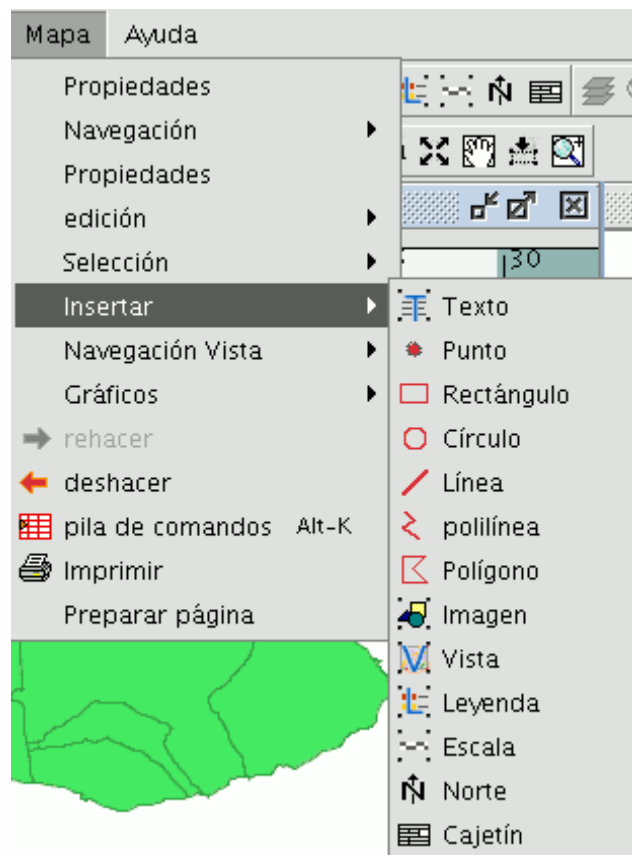 Mapa Ayuda
Propiedades
Navegación
Propiedades
edición
Selección
Insertar
Navegación Vista
Gráficos
rehacer
deshacer
pila de comandos Alt-K
Imprimir
Preparar página
30
Texto
Punto
Rectángulo
Círculo
Línea
polilínea
Polígono
Imagen
Vista
Leyenda
Escala
Norte
Cajetín